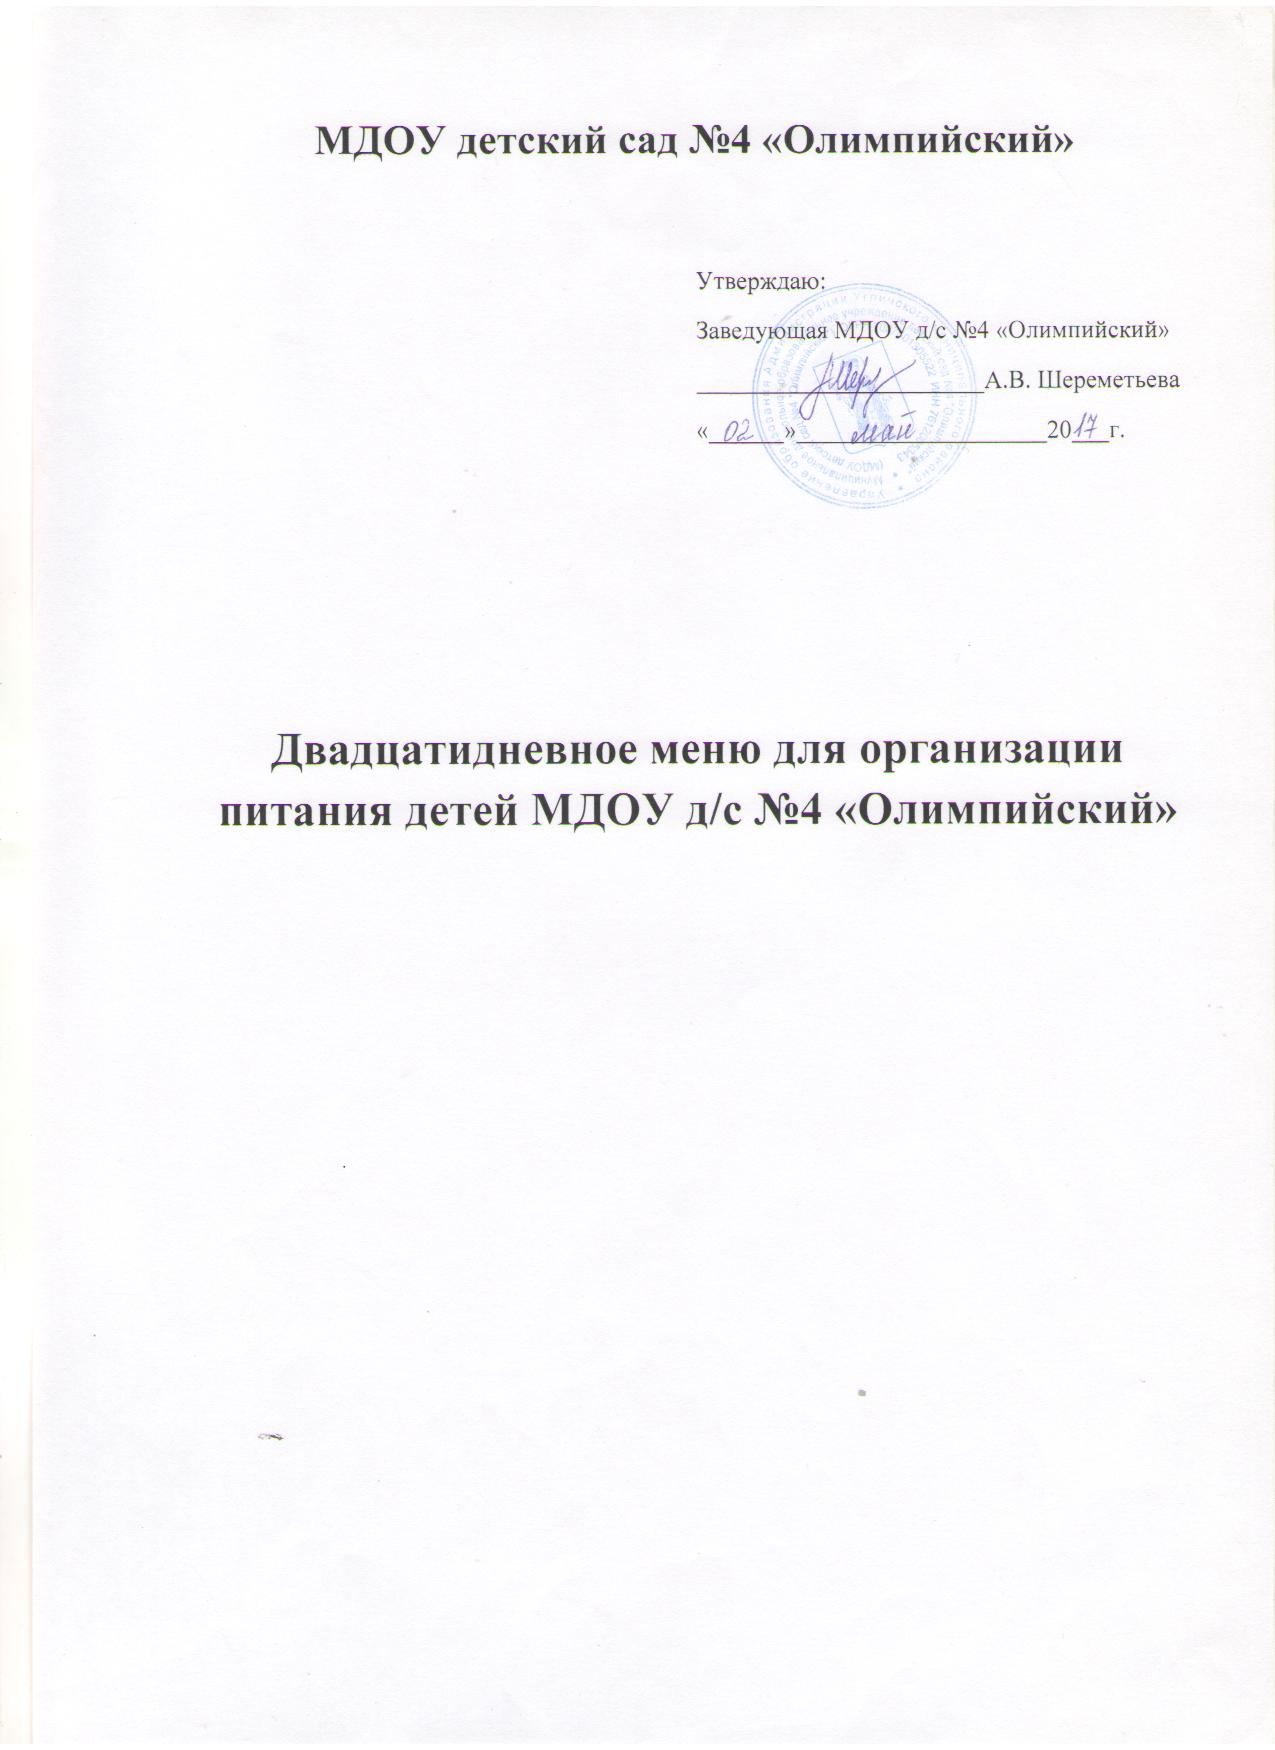 МДОУ детский сад №4 «Олимпийский»
Утверждаю:
Заведующая МДОУ д/с №4 «Олимпийский»
А.В. Шереметьева
«02» май 2017г.
Двадцатидневное меню для организации
питания детей МДОУ д/с №4 «Олимпийский»